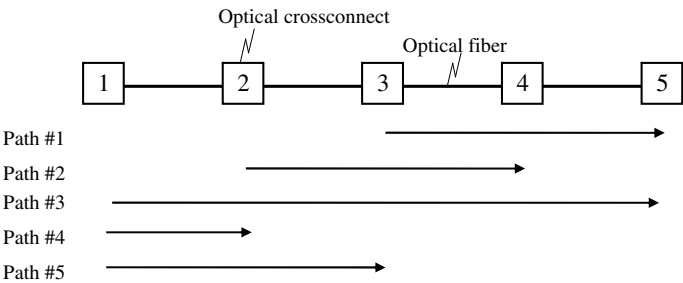 Optical crossconnect
Optical fiber
1 2 3 4 5
Path #1
Path #2
Path #3
Path #4
Path #5